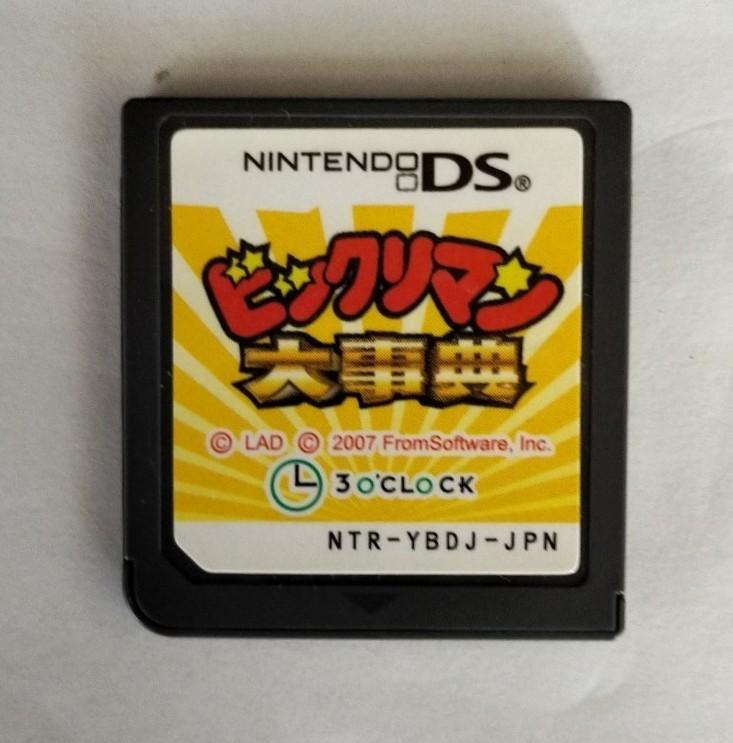 NINTENDO DS®
ビックリマン
大事典
© LAD © 2007 FromSoftware, Inc.
3 O'CLOCK
NTR-YBDJ-JPN